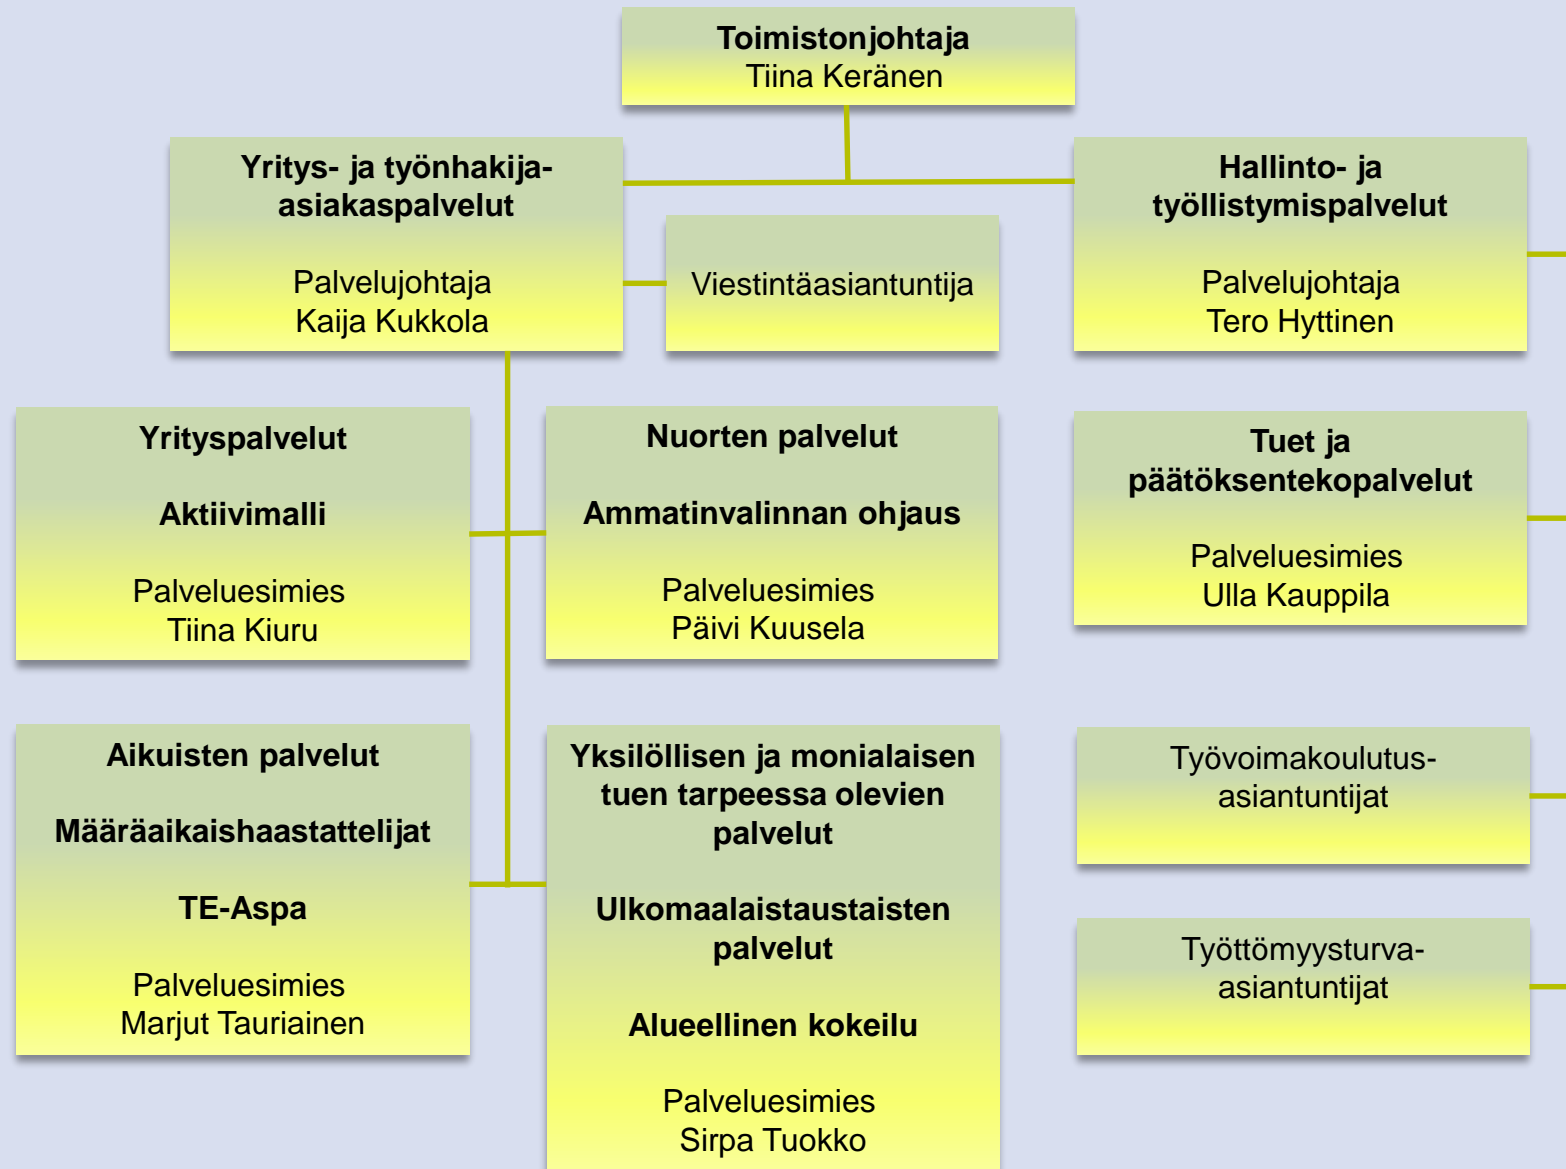 Toimistonjohtaja
Tiina Keränen
Yritys- ja työnhakija-
asiakaspalvelut
Palvelujohtaja
Kaija Kukkola
Viestintäasiantuntija
Hallinto- ja
työllistymispalvelut
Palvelujohtaja
Tero Hyttinen
Yrityspalvelut
Aktiivimalli
Palveluesimies
Tiina Kiuru
Nuorten palvelut
Ammatinvalinnan ohjaus
Palveluesimies
Päivi Kuusela
Tuet ja
päätöksentekopalvelut
Palveluesimies
Ulla Kauppila
Aikuisten palvelut
Määräaikaishaastattelijat
TE-Aspa
Palveluesimies
Marjut Tauriainen
Yksilöllisen ja monialaisen
tuen tarpeessa olevien
palvelut
Ulkomaalaistaustaisten
palvelut
Alueellinen kokeilu
Palveluesimies
Sirpa Tuokko
Työvoimakoulutus-
asiantuntijat
Työttömyysturva-
asiantuntijat